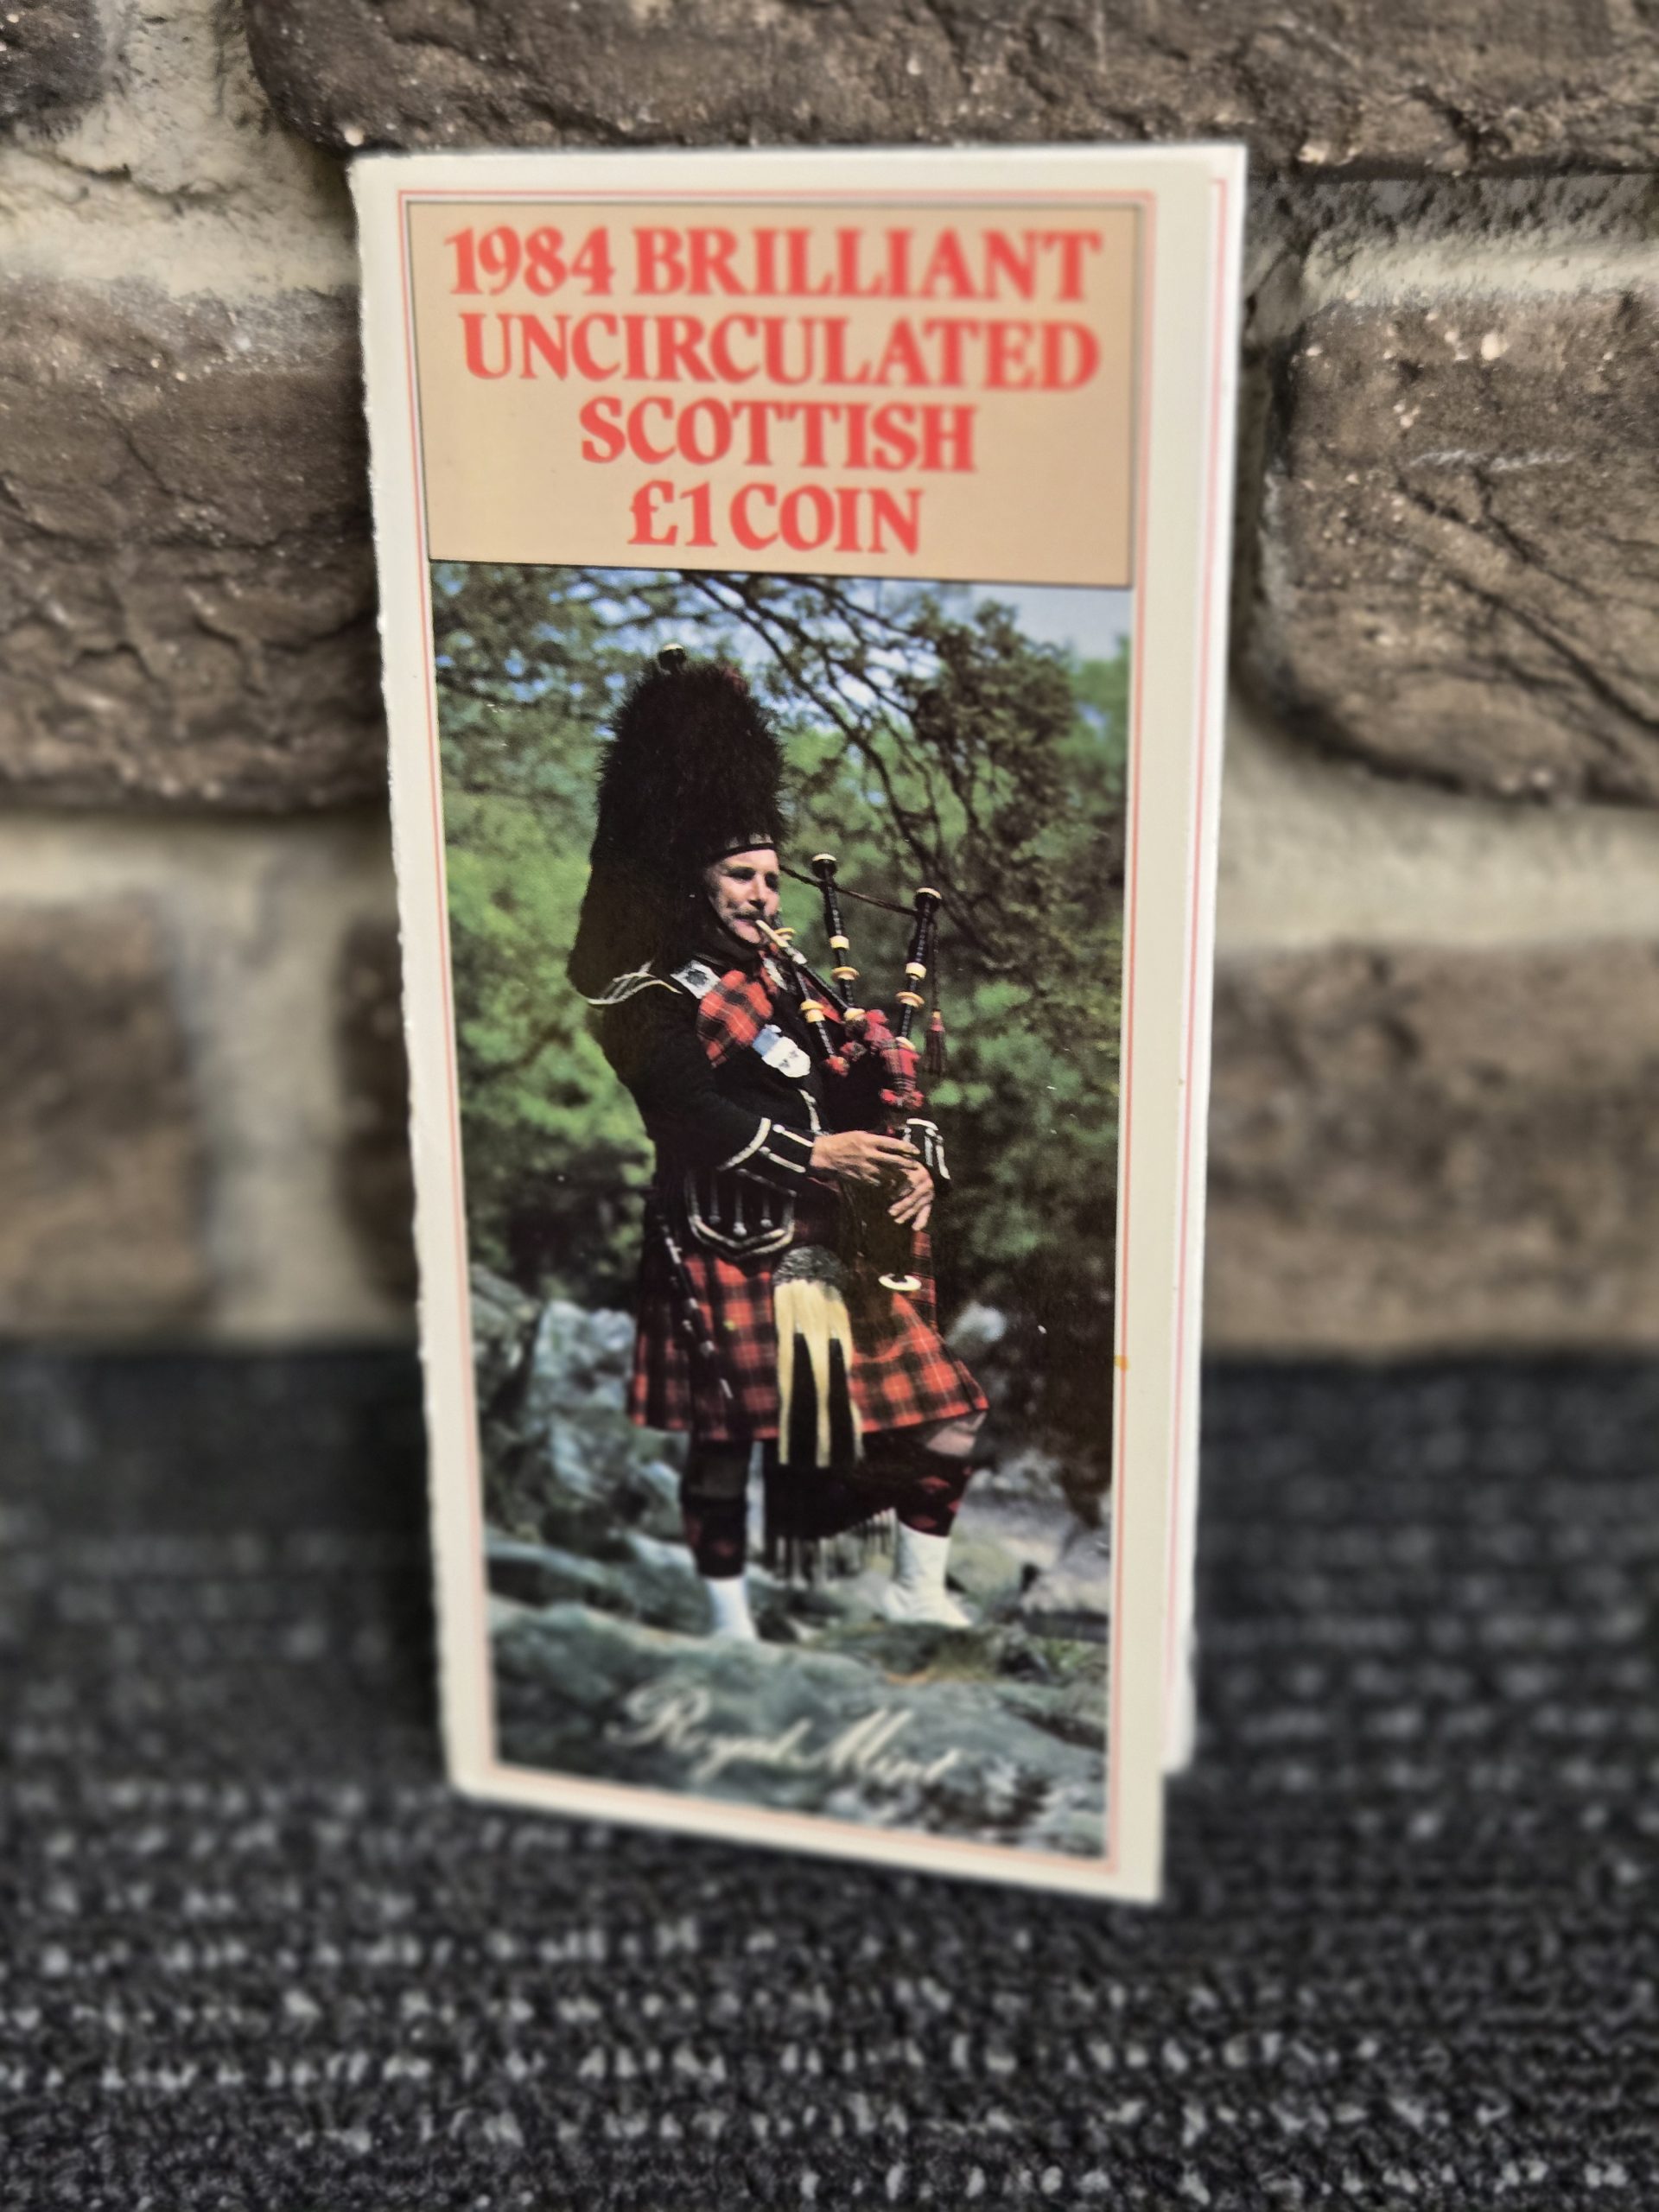 1984 BRILLIANT
UNCIRCULATED
SCOTTISH
£1 COIN
Royal Mint